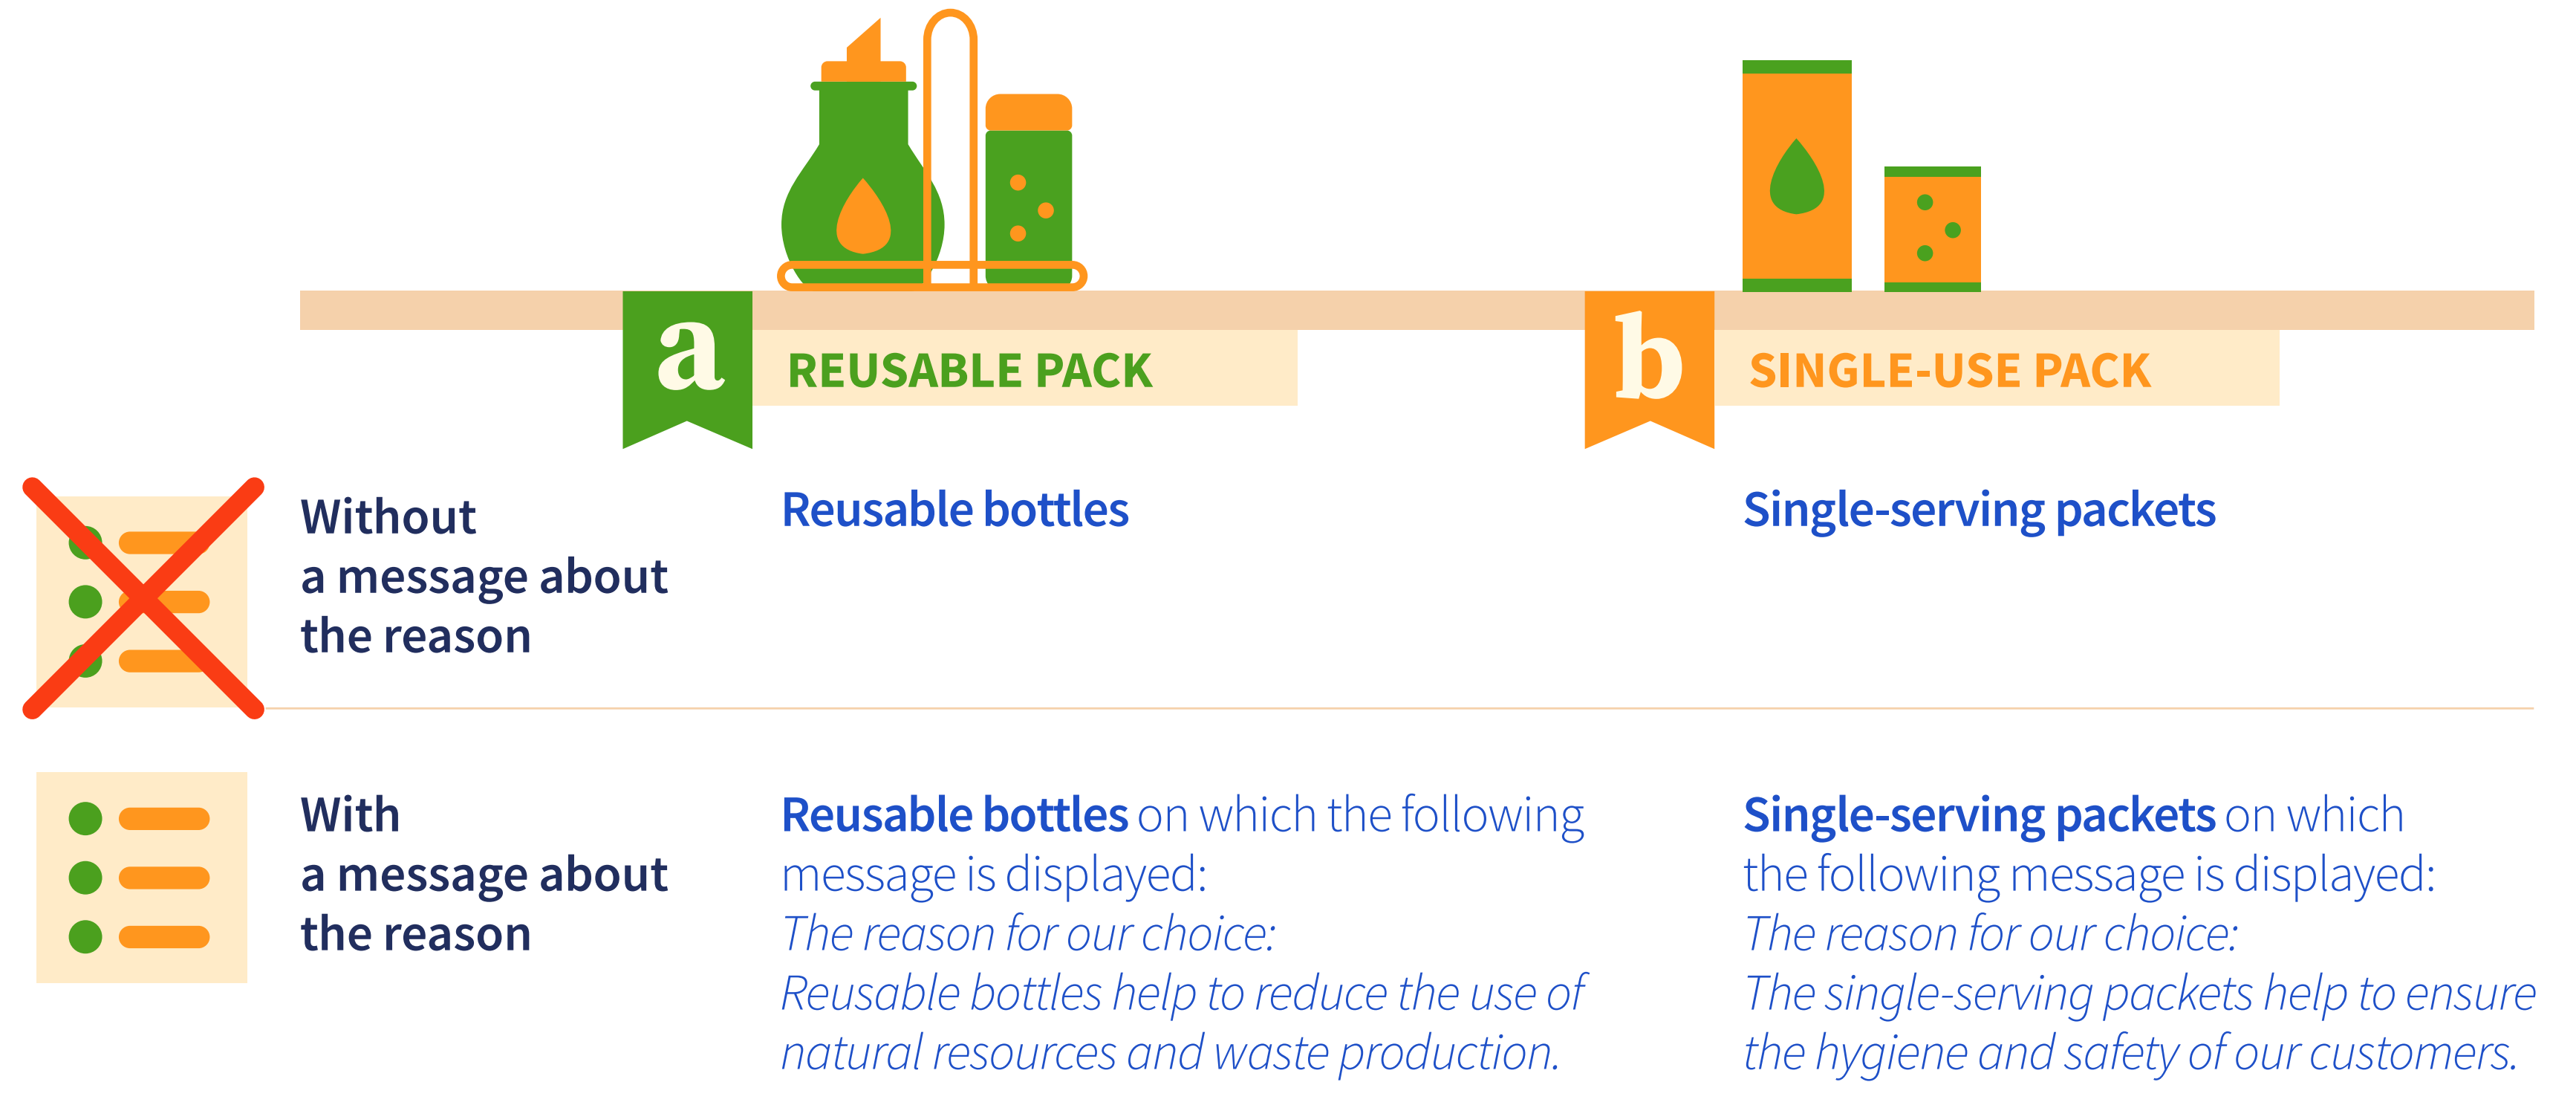 a
REUSABLE PACK
b
SINGLE-USE PACK
Without
a message about
the reason
Reusable bottles
Single-serving packets
With
a message about
the reason
Reusable bottles on which the following
message is displayed:
The reason for our choice:
Reusable bottles help to reduce the use of
natural resources and waste production.
Single-serving packets on which
the following message is displayed:
The reason for our choice:
The single-serving packets help to ensure
the hygiene and safety of our customers.